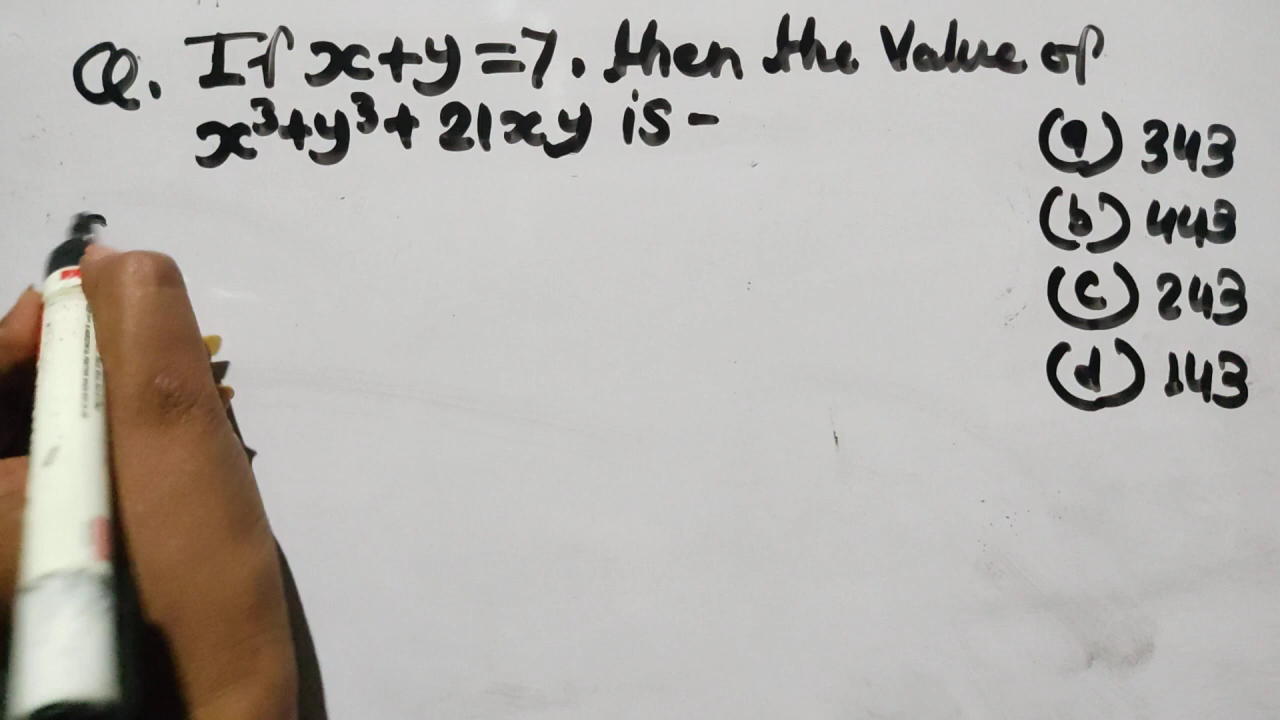 Q. If x+y=7. then the Value of
x³+y³+ 21xy is-
(a) 343
(b) 443
(c) 243
(d) 143